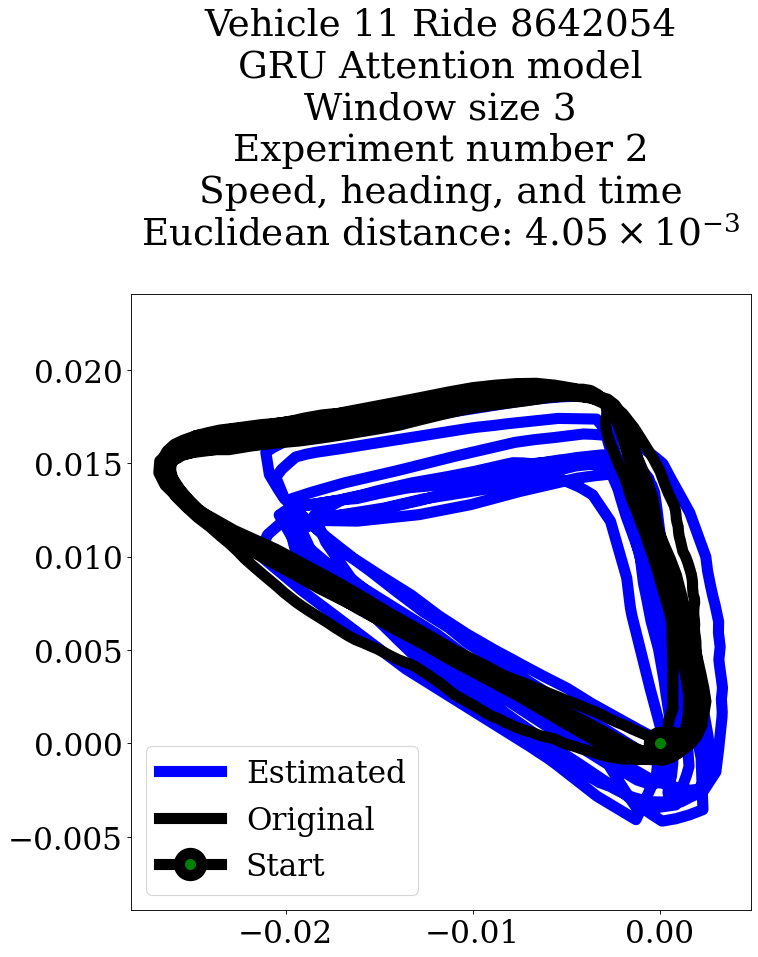 Vehicle 11 Ride 8642054
GRU Attention model
Window size 3
Experiment number 2
Speed, heading, and time
Euclidean distance: 4.05 × 10⁻³
0.020
0.015
0.010
0.005
0.000
−0.005
Estimated
Original
Start
−0.02
−0.01
0.00